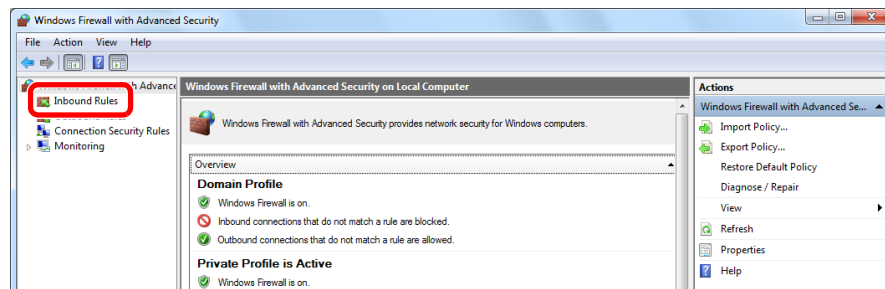 Windows Firewall with Advanced Security
File Action View Help
h Advance
Inbound Rules
Connection Security Rules
Monitoring
Windows Firewall with Advanced Security on Local Computer
Windows Firewall with Advanced Security provides network security for Windows computers.
Overview
Domain Profile
Windows Firewall is on.
Inbound connections that do not match a rule are blocked.
Outbound connections that do not match a rule are allowed.
Private Profile is Active
Windows Firewall is on.
Actions
Windows Firewall with Advanced Se...
Import Policy...
Export Policy...
Restore Default Policy
Diagnose / Repair
View
Refresh
Properties
Help